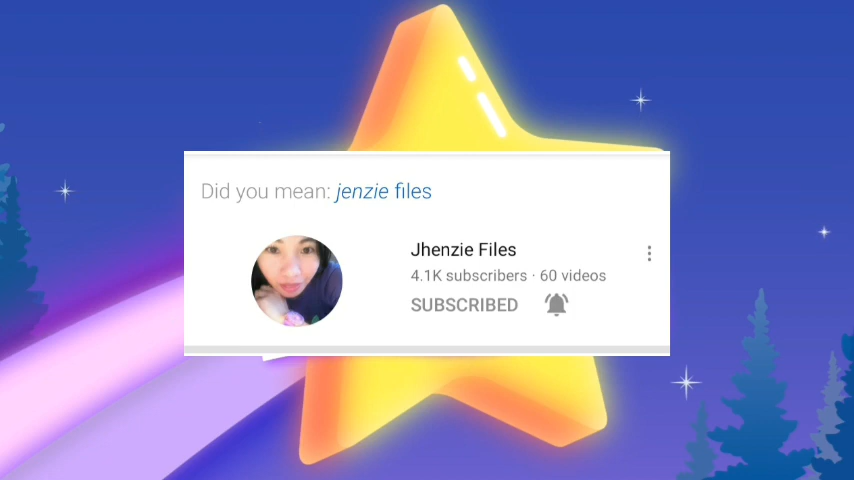 Did you mean: jenzie files
Jhenzie Files
4.1K subscribers · 60 videos
SUBSCRIBED